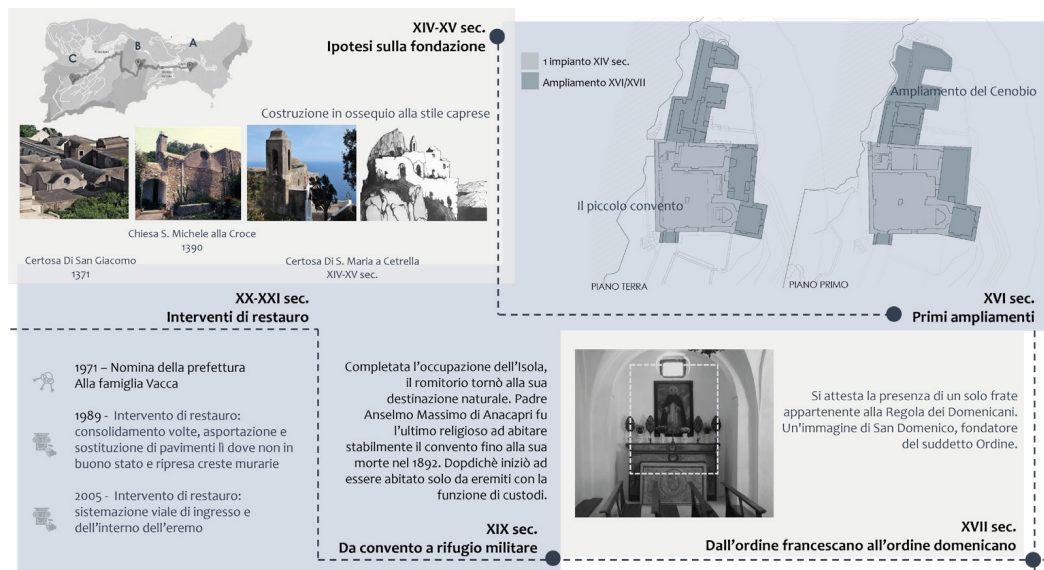 XIV-XV sec.
Ipotesi sulla fondazione
A
B
C
Costruzione in ossequio alla stile caprese
Chiesa S. Michele alla Croce
1390
Certosa Di San Giacomo
1371
Certosa Di S. Maria a Cetrella
XIV-XV sec.
1 impianto XIV sec.
Ampliamento XVI/XVII
Ampliamento del Cenobio
Il piccolo convento
PIANO TERRA
PIANO PRIMO
XVI sec.
Primi ampliamenti
XX-XXI sec.
Interventi di restauro
1971 – Nomina della prefettura
Alla famiglia Vacca
1989 - Intervento di restauro:
consolidamento volte, asportazione e
sostituzione di pavimenti lì dove non in
buono stato e ripresa creste murarie
2005 - Intervento di restauro:
sistemazione viale di ingresso e
dell'interno dell'eremo
Completata l'occupazione dell'Isola,
il romitorio tornò alla sua
destinazione naturale. Padre
Anselmo Massimo di Anacapri fu
l'ultimo religioso ad abitare
stabilmente il convento fino alla sua
morte nel 1892. Dopdichè iniziò ad
essere abitato solo da eremiti con la
funzione di custodi.
XIX sec.
Da convento a rifugio militare
Si attesta la presenza di un solo frate
appartenente alla Regola dei Domenicani.
Un'immagine di San Domenico, fondatore
del suddetto Ordine.
XVII sec.
Dall'ordine francescano all'ordine domenicano